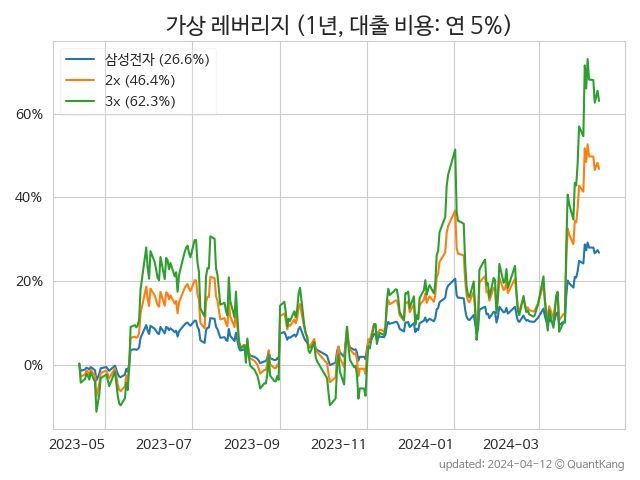 가상 레버리지 (1년, 대출 비용: 연 5%)
삼성전자 (26.6%)
2x (46.4%)
3x (62.3%)
60%
40%
20%
0%
2023-05 2023-07 2023-09 2023-11 2024-01 2024-03
updated: 2024-04-12 © QuantKang